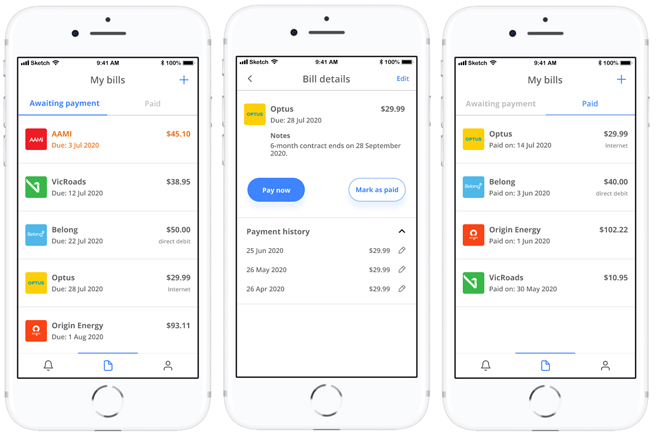 Sketch 9:41 AM 100%
My bills +
Awaiting payment Paid
AAMI AAMI $45.10
Due: 3 Jul 2020
VicRoads $38.95
Due: 12 Jul 2020
Belong Belong $50.00
Due: 22 Jul 2020 direct debit
OPTUS Optus $29.99
Due: 28 Jul 2020 Internet
Origin Energy $93.11
Due: 1 Aug 2020
Sketch 9:41 AM 100%
Bill details Edit
OPTUS Optus $29.99
Due: 28 Jul 2020
Notes
6-month contract ends on 28 September
2020.
Pay now Mark as paid
Payment history
25 Jun 2020 $29.99
26 May 2020 $29.99
26 Apr 2020 $29.99
Sketch 9:41 AM 100%
My bills +
Awaiting payment Paid
OPTUS Optus $29.99
Paid on: 14 Jul 2020 Internet
Belong Belong $40.00
Paid on: 3 Jun 2020 direct debit
Origin Energy $102.22
Paid on: 1 Jun 2020
VicRoads $10.95
Paid on: 30 May 2020